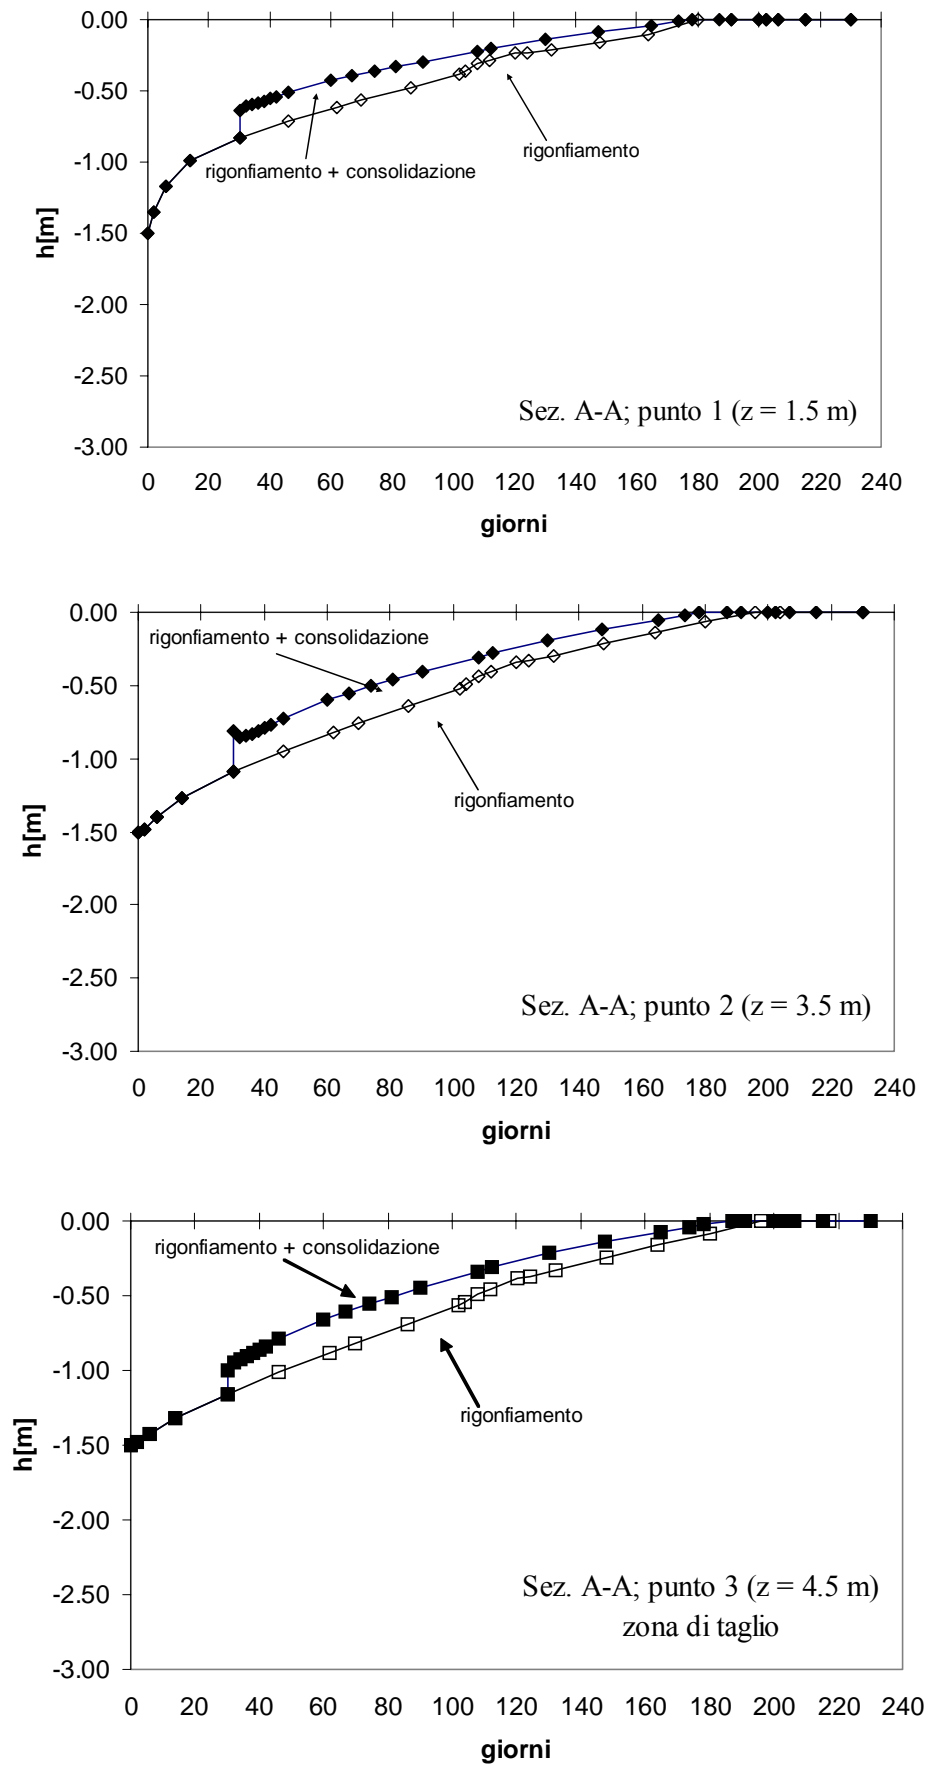 0.00
-0.50
-1.00
-1.50
-2.00
-2.50
-3.00
h[m]
rigonfiamento + consolidazione
rigonfiamento
Sez. A-A; punto 1 (z = 1.5 m)
0 20 40 60 80 100 120 140 160 180 200 220 240
giorni
0.00
-0.50
-1.00
-1.50
-2.00
-2.50
-3.00
h[m]
rigonfiamento + consolidazione
rigonfiamento
Sez. A-A; punto 2 (z = 3.5 m)
0 20 40 60 80 100 120 140 160 180 200 220 240
giorni
0.00
-0.50
-1.00
-1.50
-2.00
-2.50
-3.00
h[m]
rigonfiamento + consolidazione
rigonfiamento
Sez. A-A; punto 3 (z = 4.5 m)
zona di taglio
0 20 40 60 80 100 120 140 160 180 200 220 240
giorni